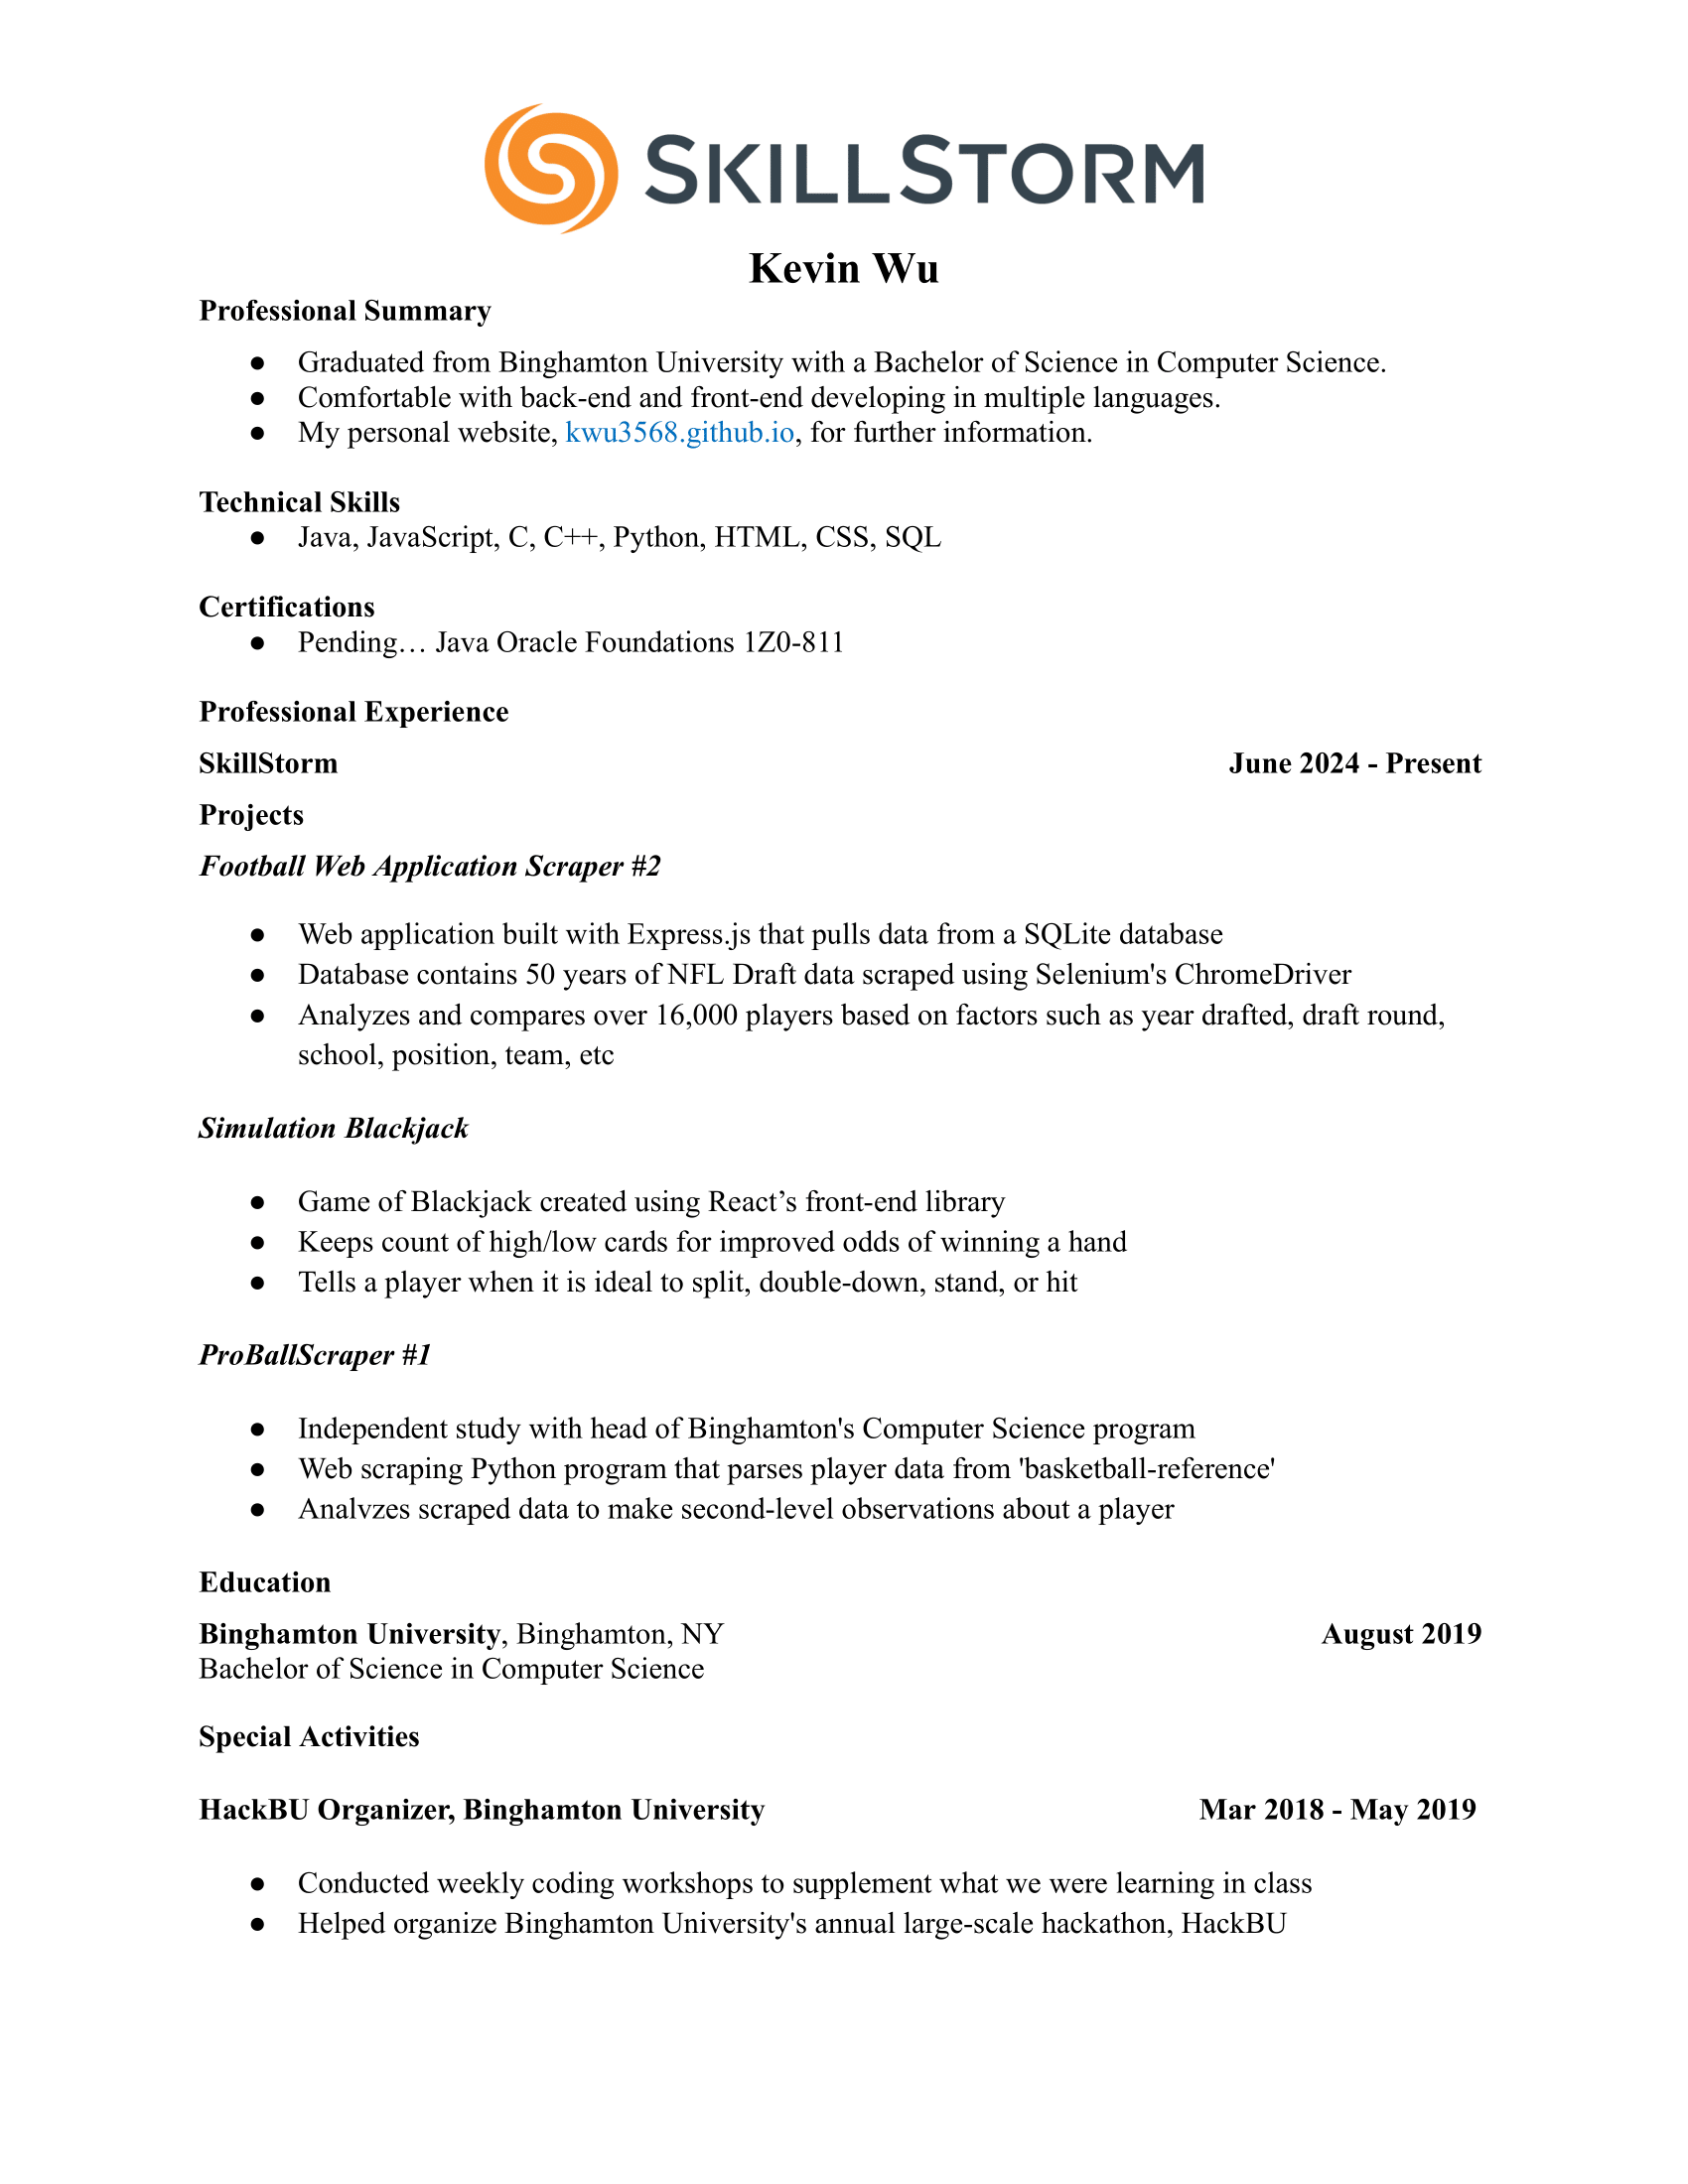 SKILLSTORM
Kevin Wu
Professional Summary
● Graduated from Binghamton University with a Bachelor of Science in Computer Science.
● Comfortable with back-end and front-end developing in multiple languages.
● My personal website, kwu3568.github.io, for further information.
Technical Skills
● Java, JavaScript, C, C++, Python, HTML, CSS, SQL
Certifications
● Pending… Java Oracle Foundations 1Z0-811
Professional Experience
SkillStorm June 2024 - Present
Projects
Football Web Application Scraper #2
● Web application built with Express.js that pulls data from a SQLite database
● Database contains 50 years of NFL Draft data scraped using Selenium's ChromeDriver
● Analyzes and compares over 16,000 players based on factors such as year drafted, draft round,
school, position, team, etc
Simulation Blackjack
● Game of Blackjack created using React’s front-end library
● Keeps count of high/low cards for improved odds of winning a hand
● Tells a player when it is ideal to split, double-down, stand, or hit
ProBallScraper #1
● Independent study with head of Binghamton's Computer Science program
● Web scraping Python program that parses player data from 'basketball-reference'
● Analvzes scraped data to make second-level observations about a player
Education
Binghamton University, Binghamton, NY August 2019
Bachelor of Science in Computer Science
Special Activities
HackBU Organizer, Binghamton University Mar 2018 - May 2019
● Conducted weekly coding workshops to supplement what we were learning in class
● Helped organize Binghamton University's annual large-scale hackathon, HackBU